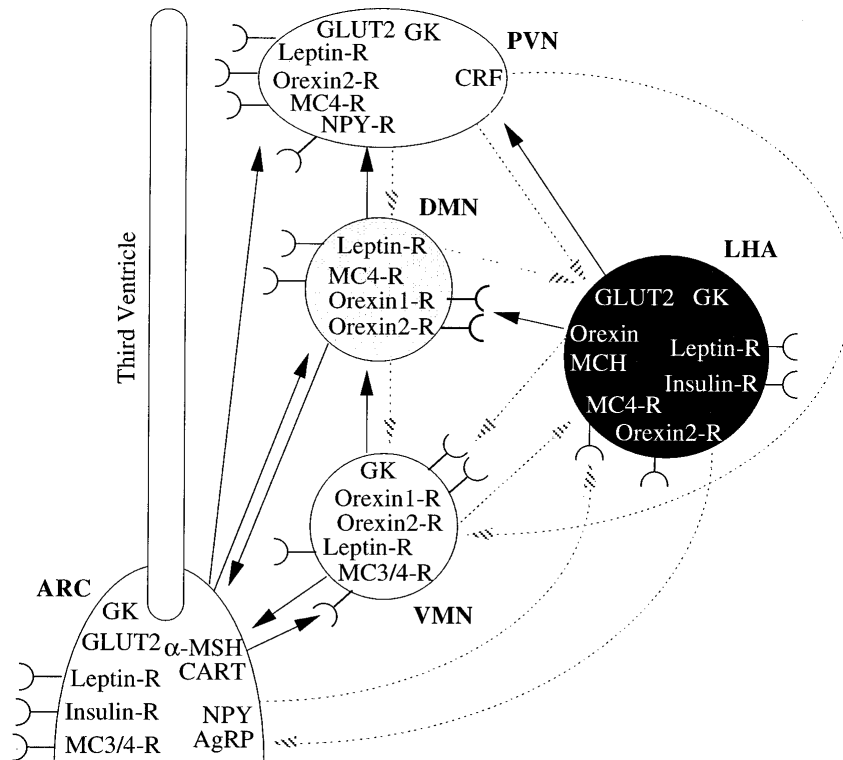 GLUT2 GK
PVN
Leptin-R
Orexin2-R
CRF
MC4-R
NPY-R
Third Ventricle
DMN
Leptin-R
MC4-R
Orexin1-R
Orexin2-R
LHA
GLUT2 GK
Orexin
MCH
Leptin-R
Insulin-R
MC4-R
Orexin2-R
GK
Orexin1-R
Orexin2-R
Leptin-R
MC3/4-R
VMN
ARC
GK
GLUT2
α-MSH
CART
Leptin-R
Insulin-R
NPY
MC3/4-R
AgRP